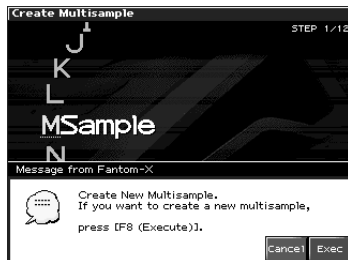 Create Multisample
STEP 1/12
J
K
L
MSample
N
Message from Fantom-X
Create New Multisample.
If you want to create a new multisample,
press [F8 (Execute)].
Cancel Exec